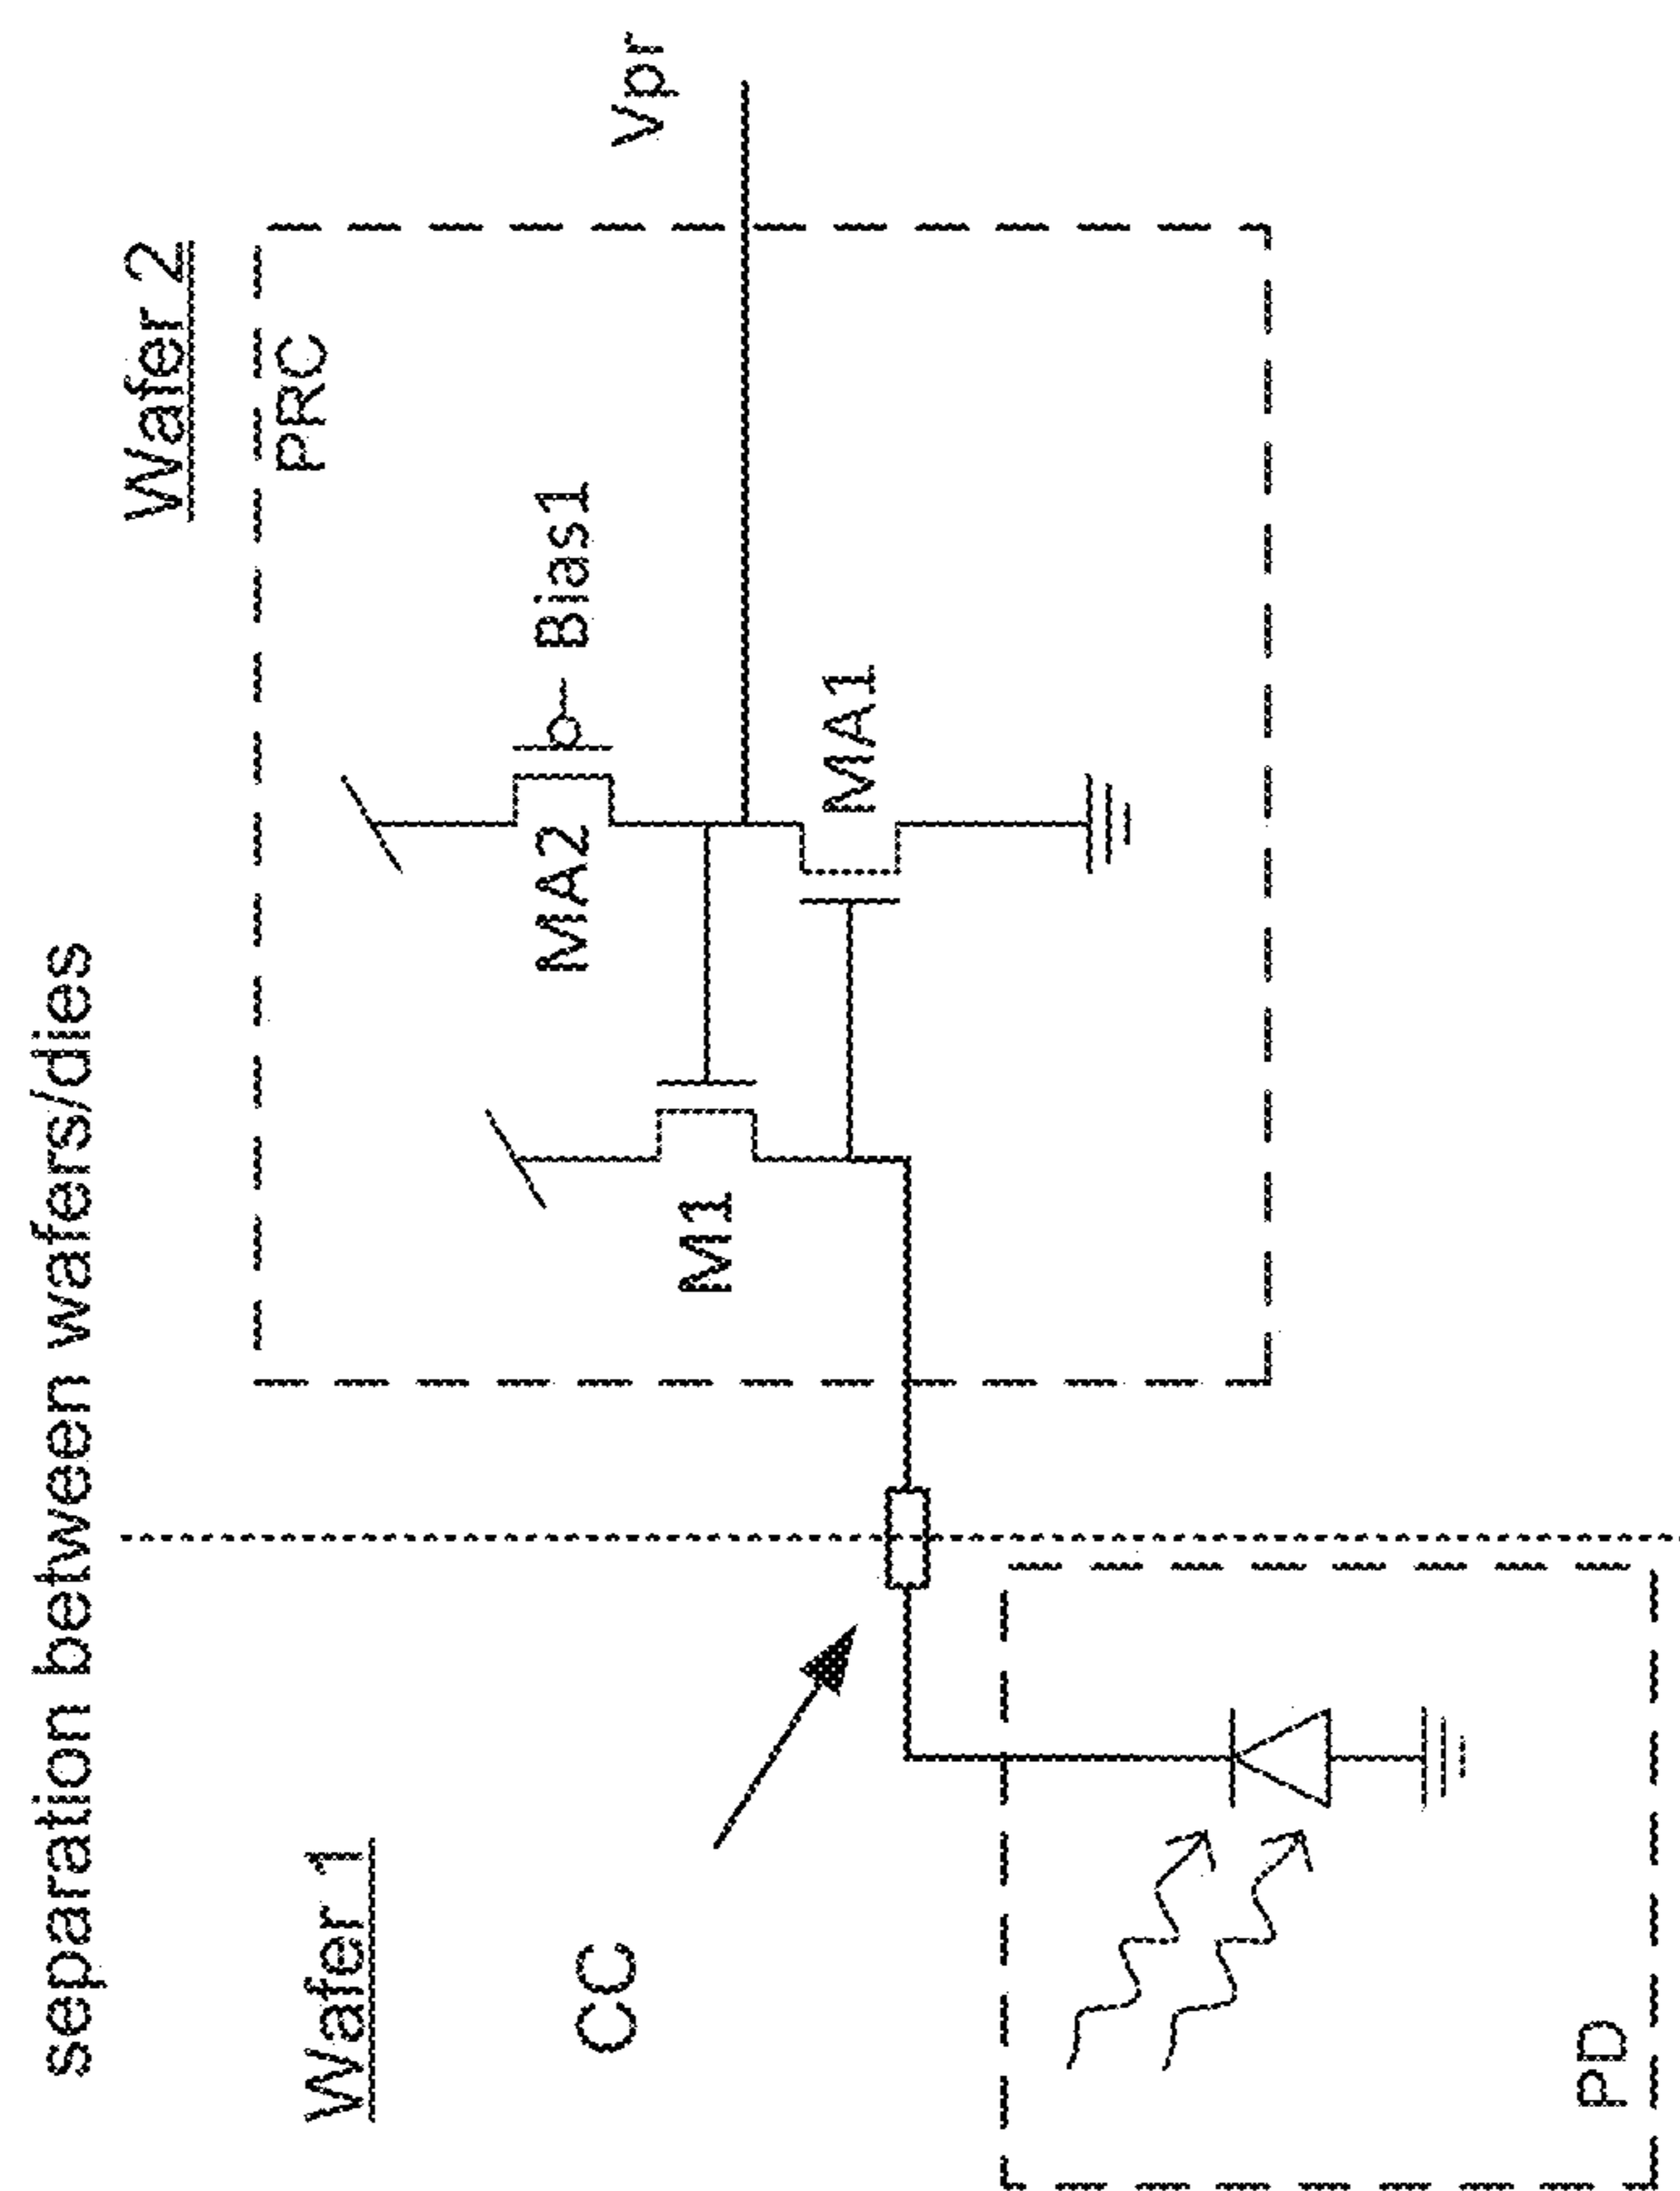 separation between wafers/dies
Wafer 1
Wafer 2
PRC
CC
M1
MA2
Bias1
MA1
Vpr
PD